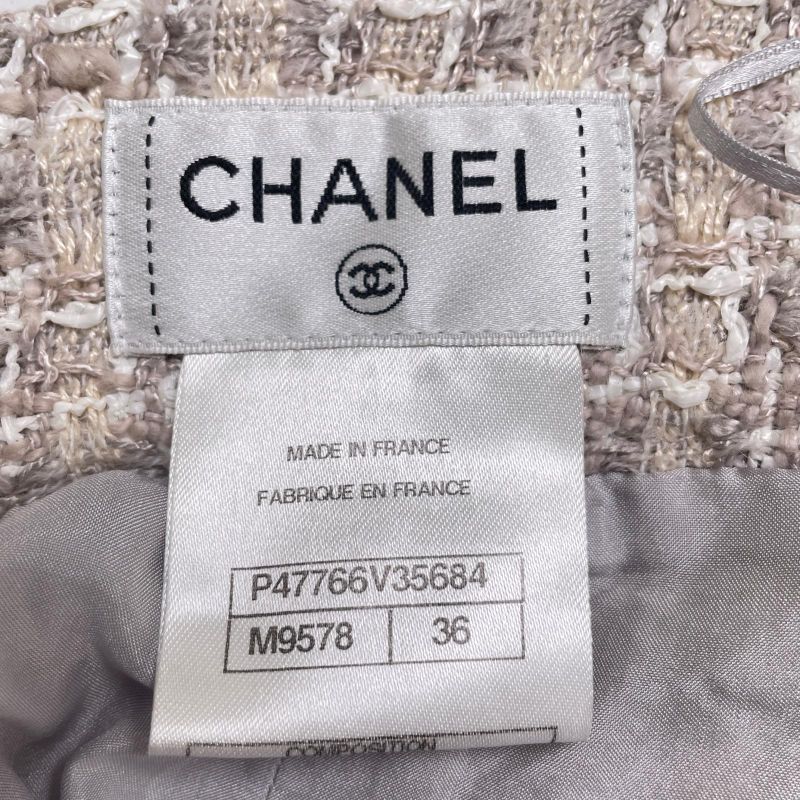 CHANEL
MADE IN FRANCE
FABRIQUE EN FRANCE
P47766V35684
M9578 36
COMPOSITION